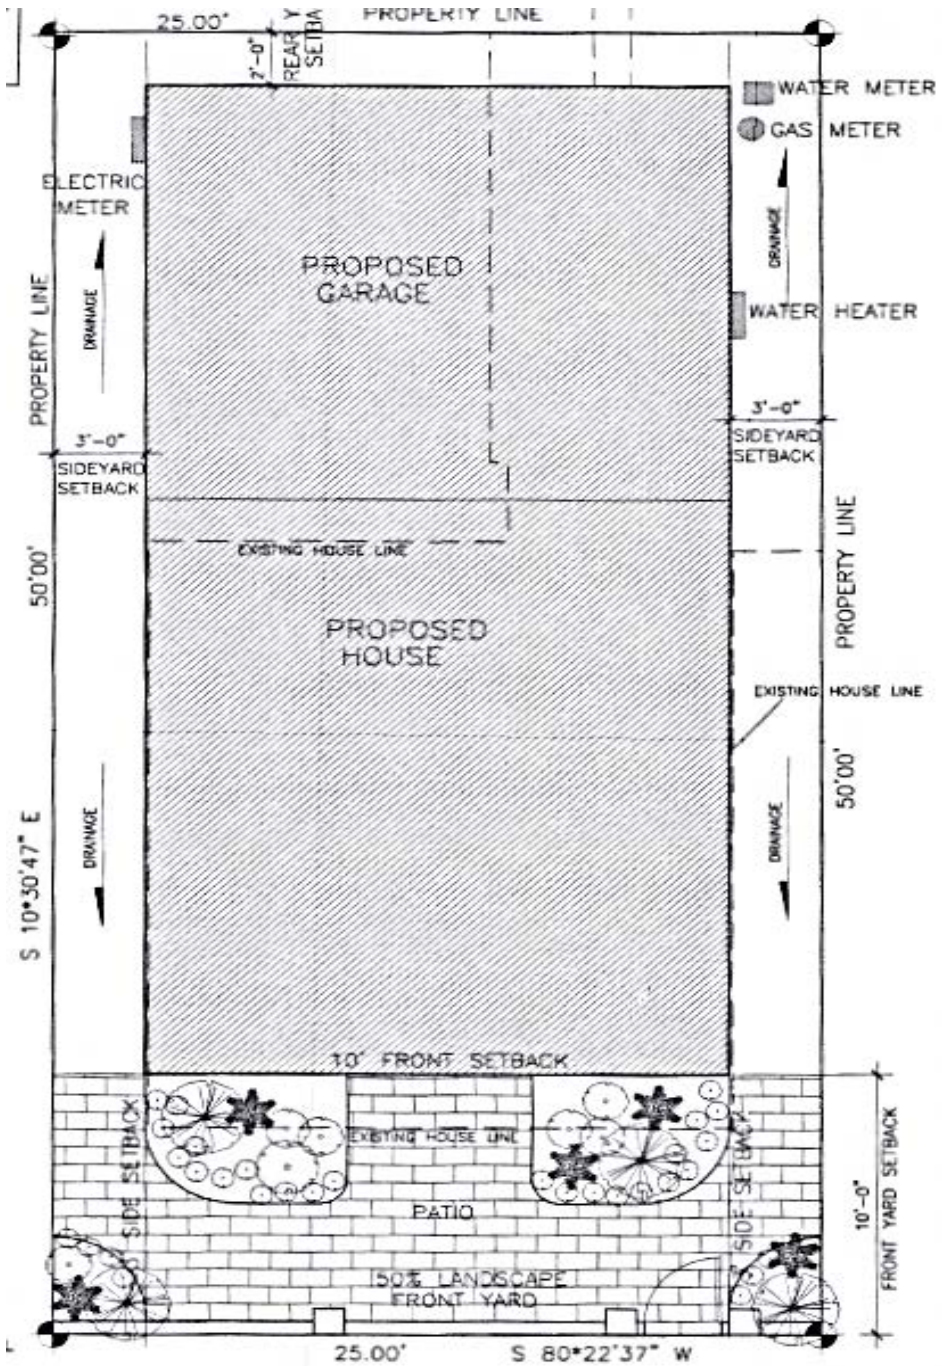 PROPERTY LINE
25.00'
2'-0"
REAR Y
SETBA
WATER METER
GAS METER
ELECTRIC
METER
DRAINAGE
DRAINAGE
PROPOSED
GARAGE
WATER HEATER
PROPERTY LINE
3'-0"
SIDEYARD
SETBACK
3'-0"
SIDEYARD
SETBACK
50'00'
EXISTING HOUSE LINE
PROPERTY LINE
PROPOSED
HOUSE
EXISTING HOUSE LINE
50'00'
DRAINAGE
DRAINAGE
S 10°30'47" E
10' FRONT SETBACK
EXISTING HOUSE LINE
SIDE SETBACK
SIDE SETBACK
PATIO
10'-0"
FRONT YARD SETBACK
50% LANDSCAPE
FRONT YARD
25.00'
S 80°22'37" W